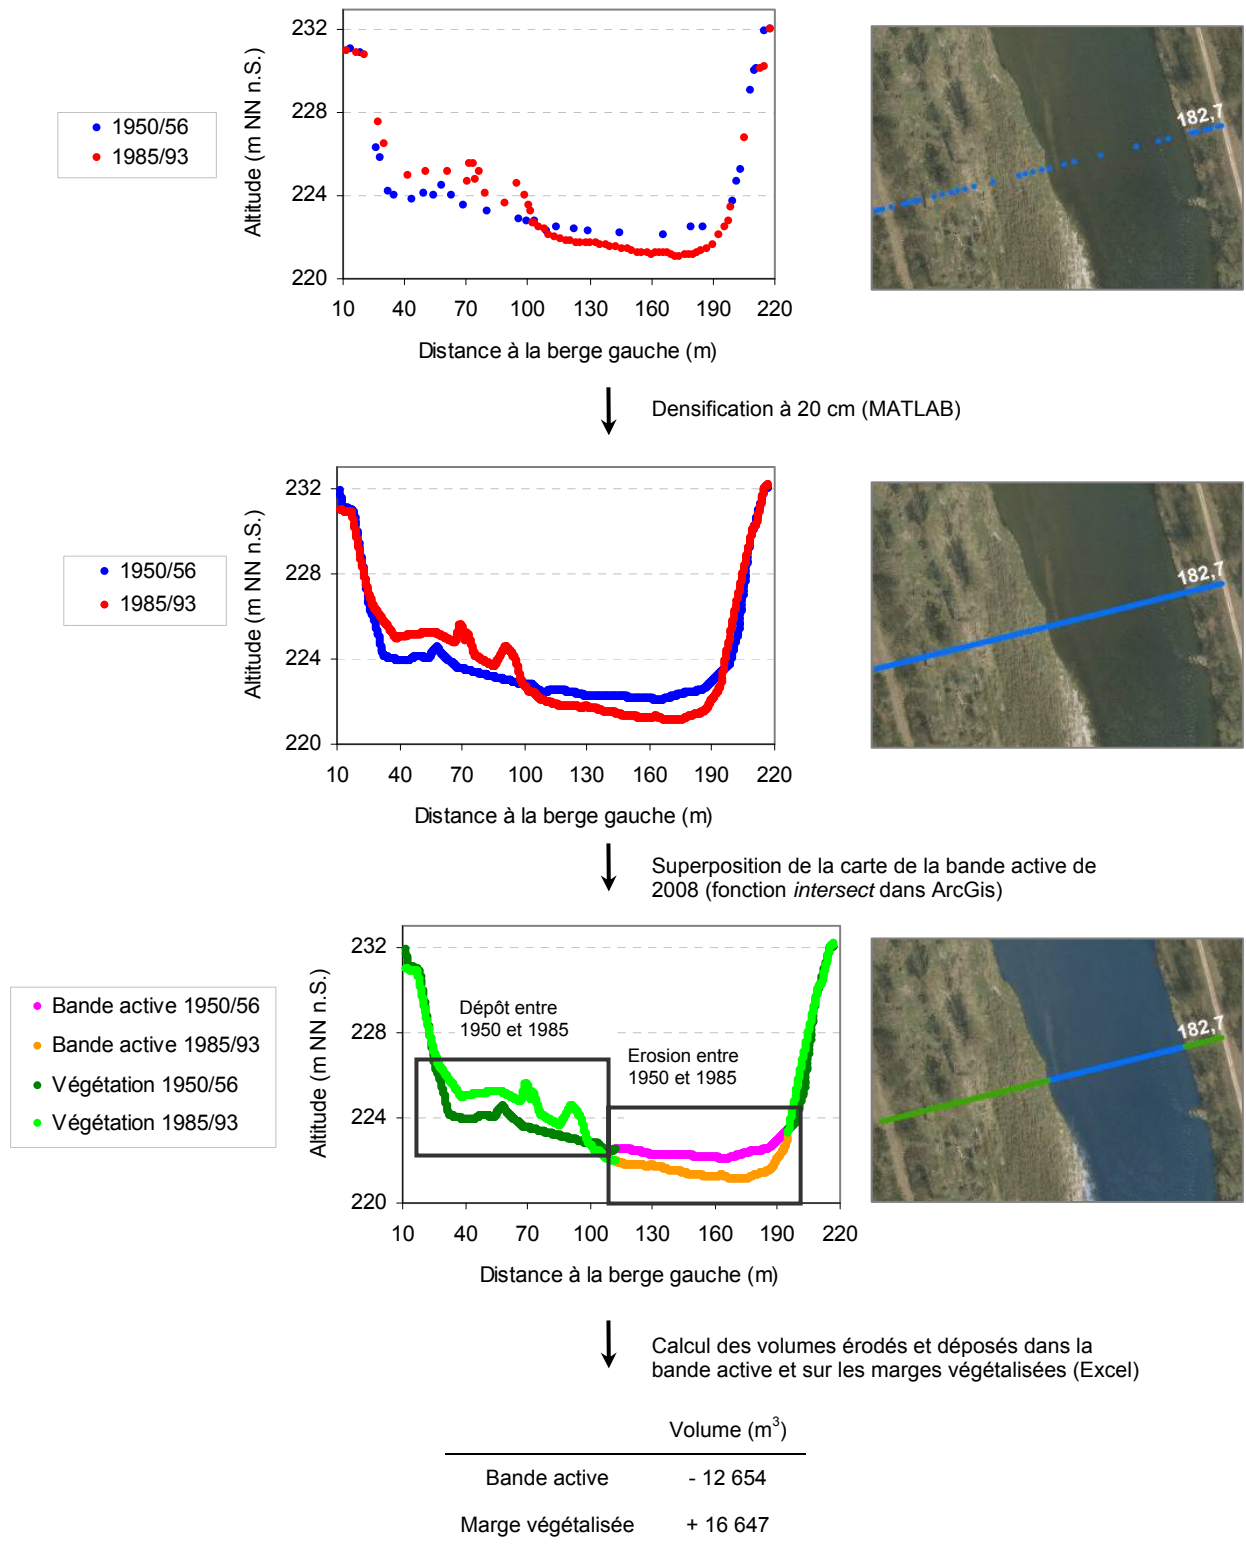 232
228
224
220
Altitude (m NN n.S.)
10 40 70 100 130 160 190 220
Distance à la berge gauche (m)
1950/56
1985/93
182,7
Densification à 20 cm (MATLAB)
232
228
224
220
Altitude (m NN n.S.)
10 40 70 100 130 160 190 220
Distance à la berge gauche (m)
1950/56
1985/93
182,7
Superposition de la carte de la bande active de
2008 (fonction intersect dans ArcGis)
232
228
224
220
Altitude (m NN n.S.)
10 40 70 100 130 160 190 220
Distance à la berge gauche (m)
Bande active 1950/56
Bande active 1985/93
Végétation 1950/56
Végétation 1985/93
Dépôt entre
1950 et 1985
Erosion entre
1950 et 1985
182,7
Calcul des volumes érodés et déposés dans la
bande active et sur les marges végétalisées (Excel)
Volume (m³)
Bande active - 12 654
Marge végétalisée + 16 647